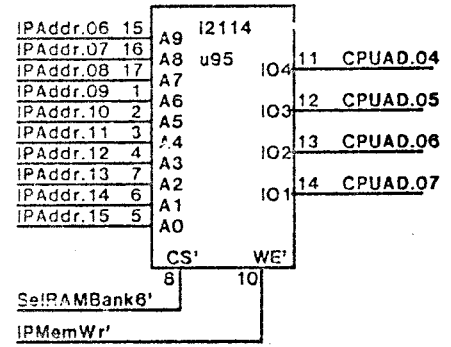 IPAddr.06 15 A9 i2114
IPAddr.07 16 A8 u95 IO4 11 CPUAD.04
IPAddr.08 17 A7
IPAddr.09 1 A6 IO3 12 CPUAD.05
IPAddr.10 2 A5
IPAddr.11 3 A4
IPAddr.12 4 A3 IO2 13 CPUAD.06
IPAddr.13 7 A2
IPAddr.14 6 A1 IO1 14 CPUAD.07
IPAddr.15 5 A0
CS' WE'
8 10
SelRAMBank6'
IPMemWr'